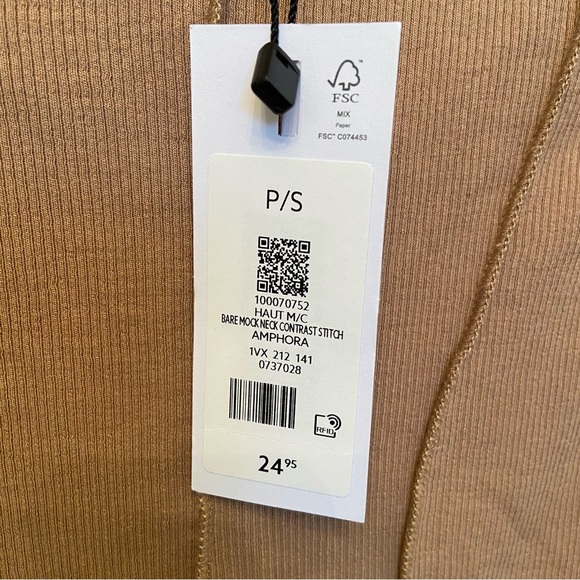 FSC
MIX
Paper
FSC™ C074453
P/S
100070752
HAUT M/C
BARE MOCK NECK CONTRAST STITCH
AMPHORA
1VX 212 141
0737028
RFID
24 95